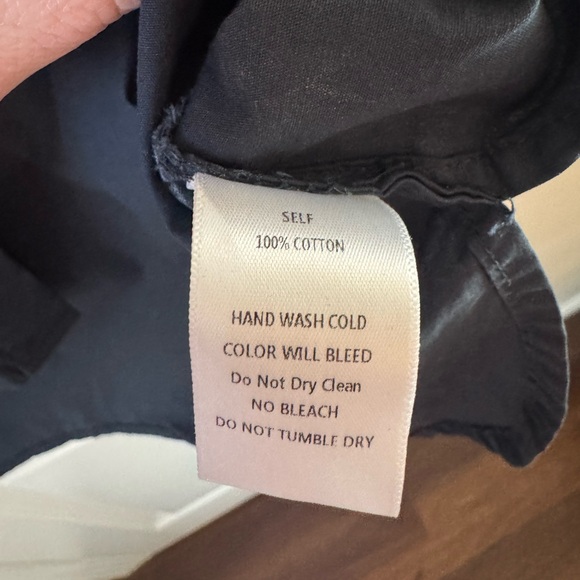 SELF
100% COTTON
HAND WASH COLD
COLOR WILL BLEED
Do Not Dry Clean
NO BLEACH
DO NOT TUMBLE DRY